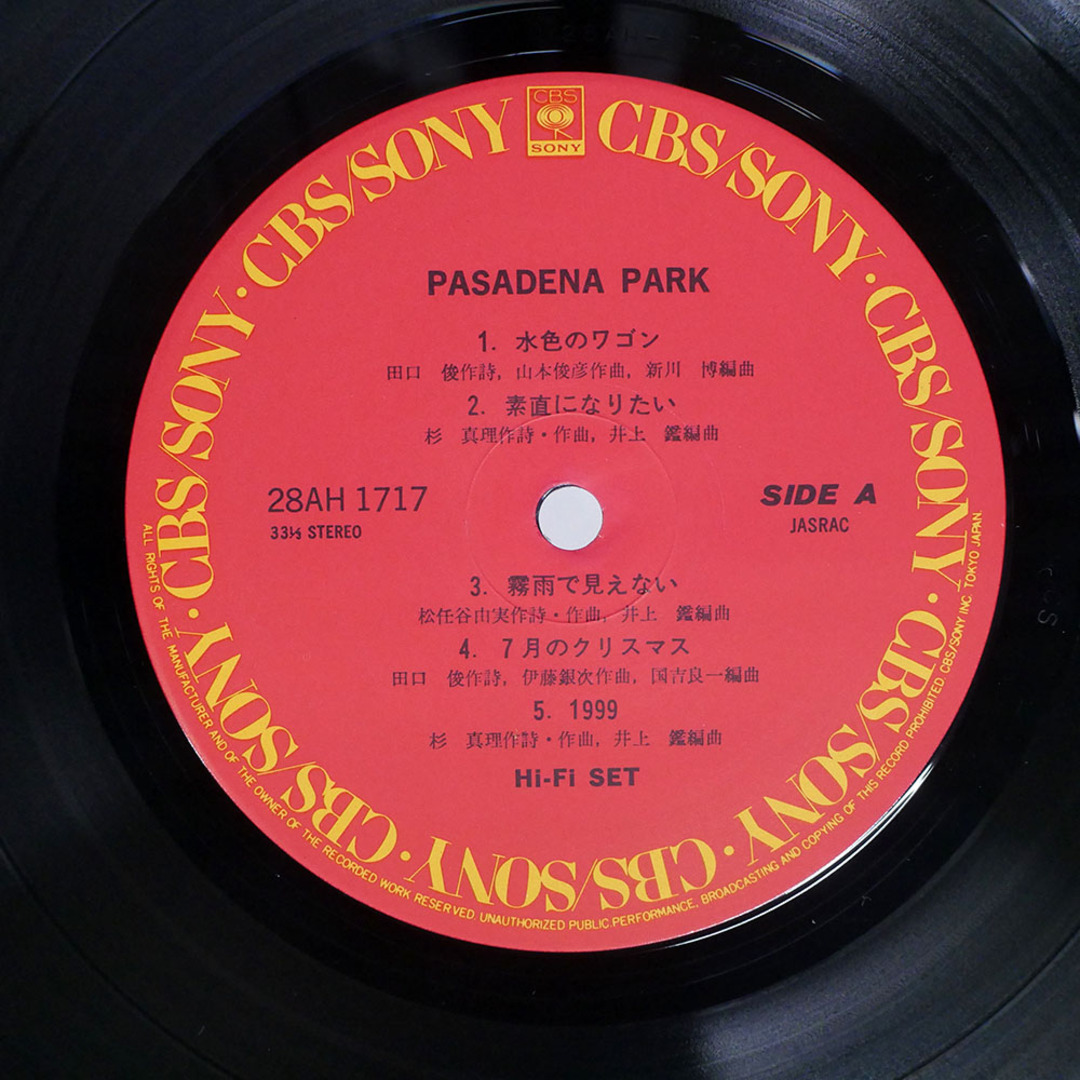 CBS
SONY
CBS/SONY · CBS/SONY · CBS/SONY · CBS/SONY · CBS/SONY · CBS/SONY · CBS/SONY · CBS/SONY
PASADENA PARK
1. 水色のワゴン
田口 俊作詩, 山本俊彦作曲, 新川 博編曲
2. 素直になりたい
杉 真理作詩・作曲, 井上 鑑編曲
28AH 1717
SIDE A
33⅓ STEREO
JASRAC
3. 霧雨で見えない
松任谷由実作詩・作曲, 井上 鑑編曲
4. 7月のクリスマス
田口 俊作詩, 伊藤銀次作曲, 国吉良一編曲
5. 1999
杉 真理作詩・作曲, 井上 鑑編曲
Hi-Fi SET
ALL RIGHTS OF THE MANUFACTURER AND OF THE OWNER OF THE RECORDED WORK RESERVED UNAUTHORIZED PUBLIC PERFORMANCE, BROADCASTING AND COPYING OF THIS RECORD PROHIBITED CBS/SONY INC. TOKYO JAPAN